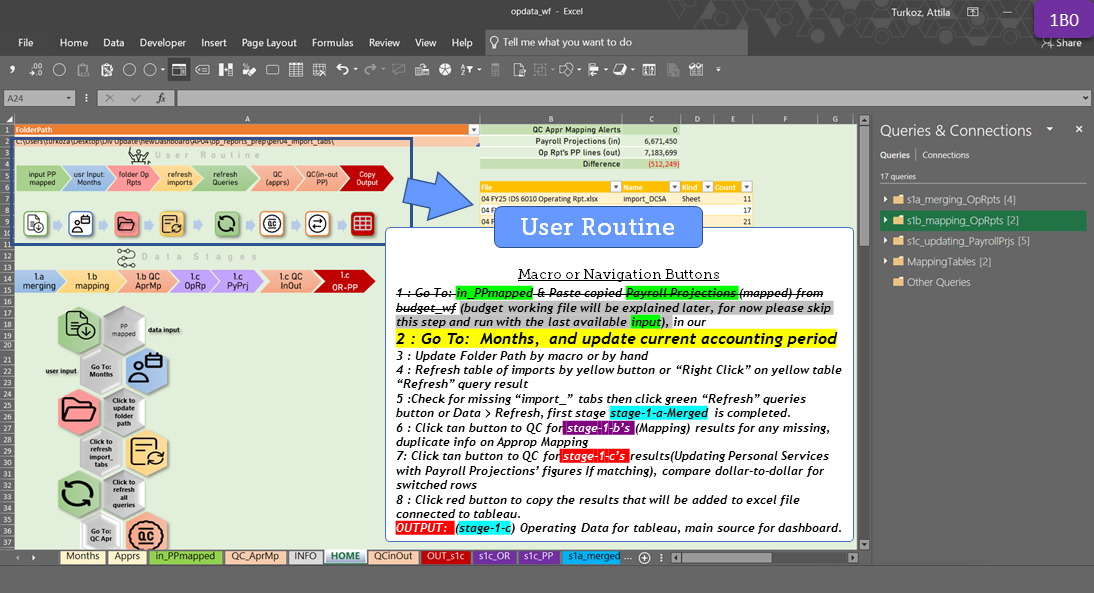 opdata_wf - Excel
Turkoz, Attila
1B0
File Home Data Developer Insert Page Layout Formulas Review View Help Tell me what you want to do
Share
A24
fx
A B C D E F G
FolderPath
C:\Users\turkoza\Desktop\Div Update\newDashboard\AP04\op_reports_prep\per04_import_tabs\
QC Appr Mapping Alerts 0
Payroll Projections (in) 6,671,450
Op Rpt's PP lines (out) 7,183,699
Difference (512,249)
User Routine
input PP mapped
usr Input: Months
folder Op Rpts
refresh imports
refresh Queries
QC (apprs)
QC(in-out PP)
Copy Output
File Name Kind Count
04 FY25 IDS 6010 Operating Rpt.xlsx import_DCSA Sheet 11
17
21
Data Stages
1.a merging
1.b mapping
1.b QC AprMp
1.c OpRp
1.c PyPrj
1.c QC InOut
1.c OR-PP
PP mapped
data input
user input
Go To: Months
Click to update folder path
Click to refresh import_ tabs
Click to refresh all queries
Go To: QC Apr
QC
User Routine
Macro or Navigation Buttons
1 : Go To: in_PPmapped & Paste copied Payroll Projections (mapped) from
budget_wf (budget working file will be explained later, for now please skip
this step and run with the last available input), in our
2 : Go To: Months, and update current accounting period
3 : Update Folder Path by macro or by hand
4 : Refresh table of imports by yellow button or “Right Click” on yellow table
“Refresh” query result
5 :Check for missing “import_” tabs then click green “Refresh” queries
button or Data > Refresh, first stage stage-1-a-Merged is completed.
6 : Click tan button to QC for stage-1-b’s (Mapping) results for any missing,
duplicate info on Approp Mapping
7: Click tan button to QC for stage-1-c’s results(Updating Personal Services
with Payroll Projections’ figures If matching), compare dollar-to-dollar for
switched rows
8 : Click red button to copy the results that will be added to excel file
connected to tableau.
OUTPUT: (stage-1-c) Operating Data for tableau, main source for dashboard.
Queries & Connections
Queries Connections
17 queries
s1a_merging_OpRpts [4]
s1b_mapping_OpRpts [2]
s1c_updating_PayrollPrjs [5]
MappingTables [2]
Other Queries
Months Apprs in_PPmapped QC_AprMp INFO HOME QCinOut OUT_s1c s1c_OR s1c_PP s1a_merged ...